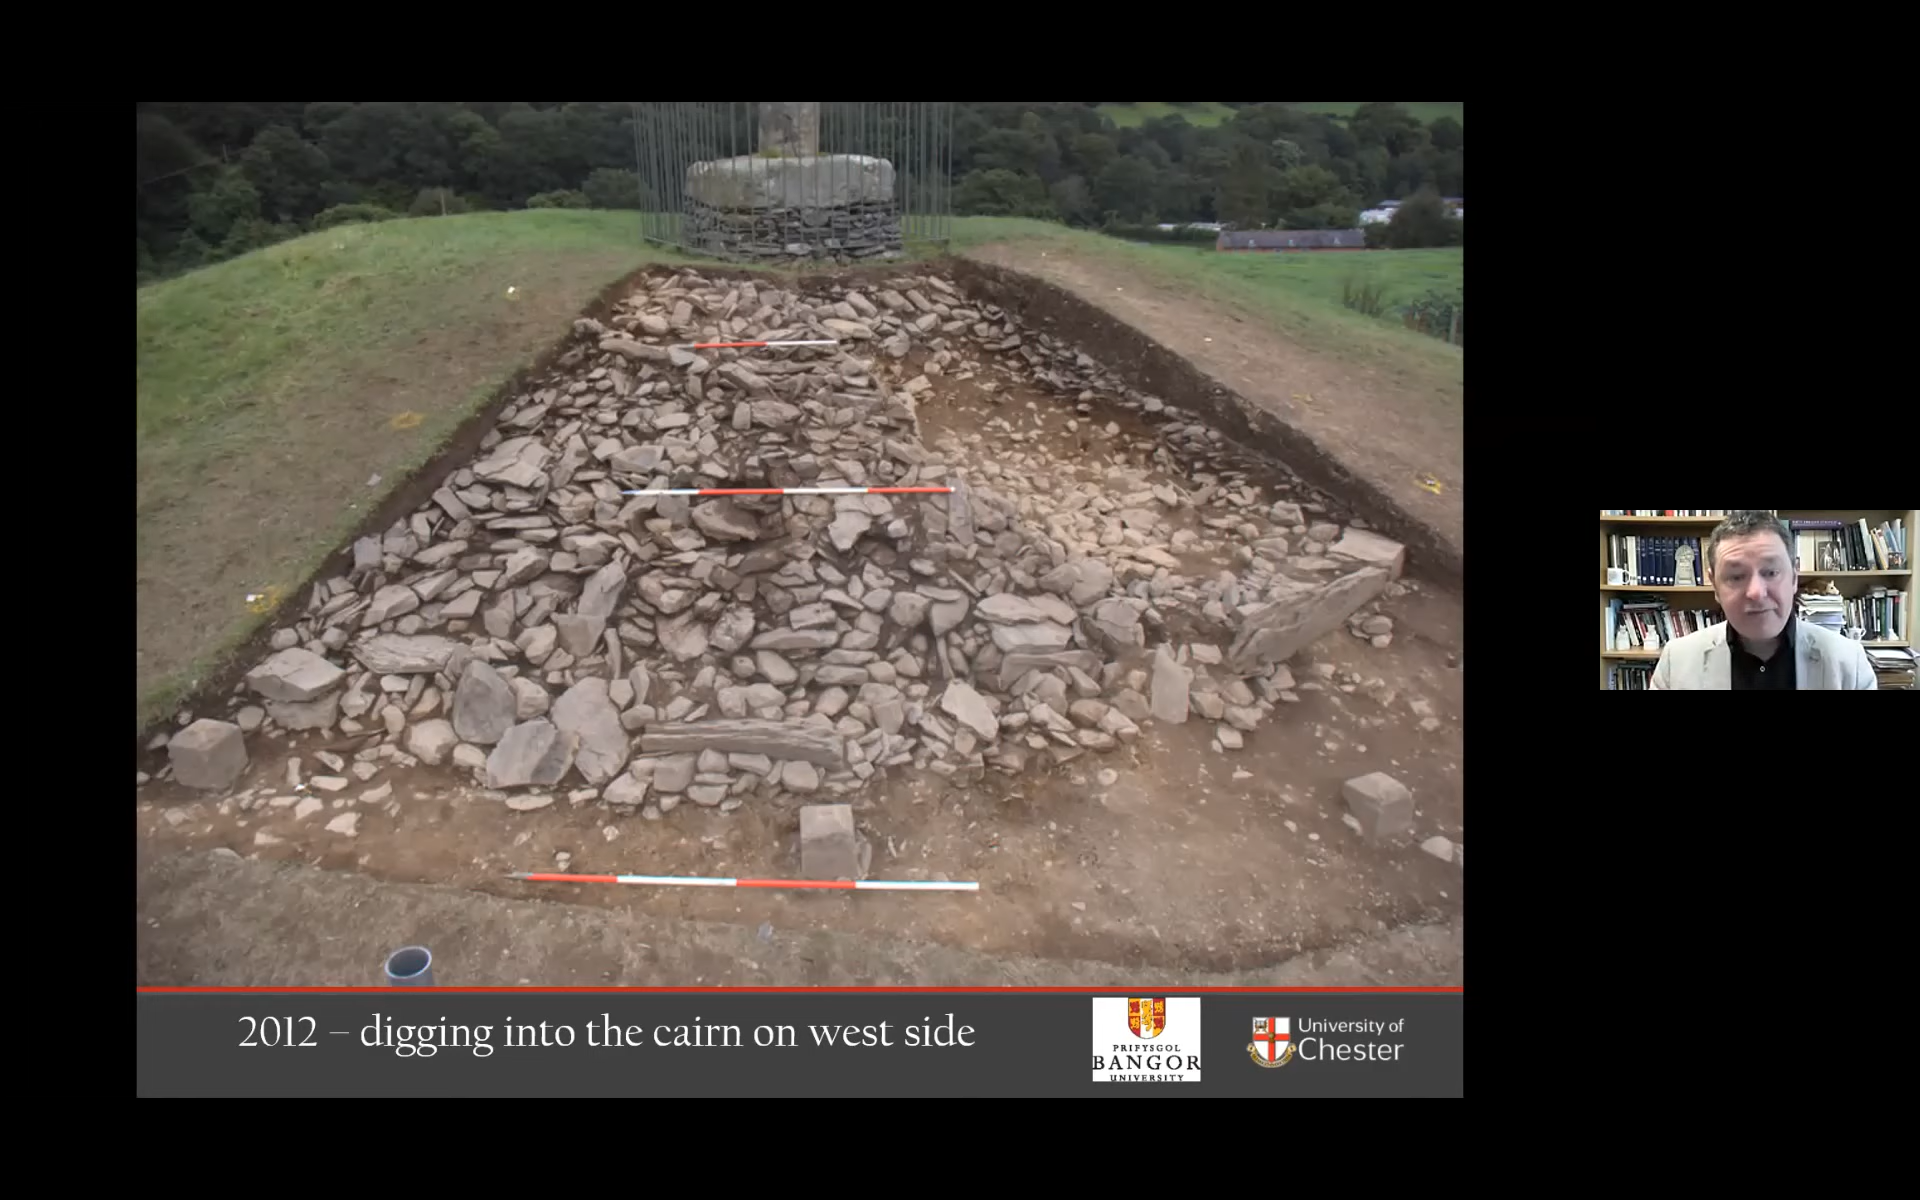 2012 – digging into the cairn on west side
PRIFYSGOL
BANGOR
UNIVERSITY
University of
Chester